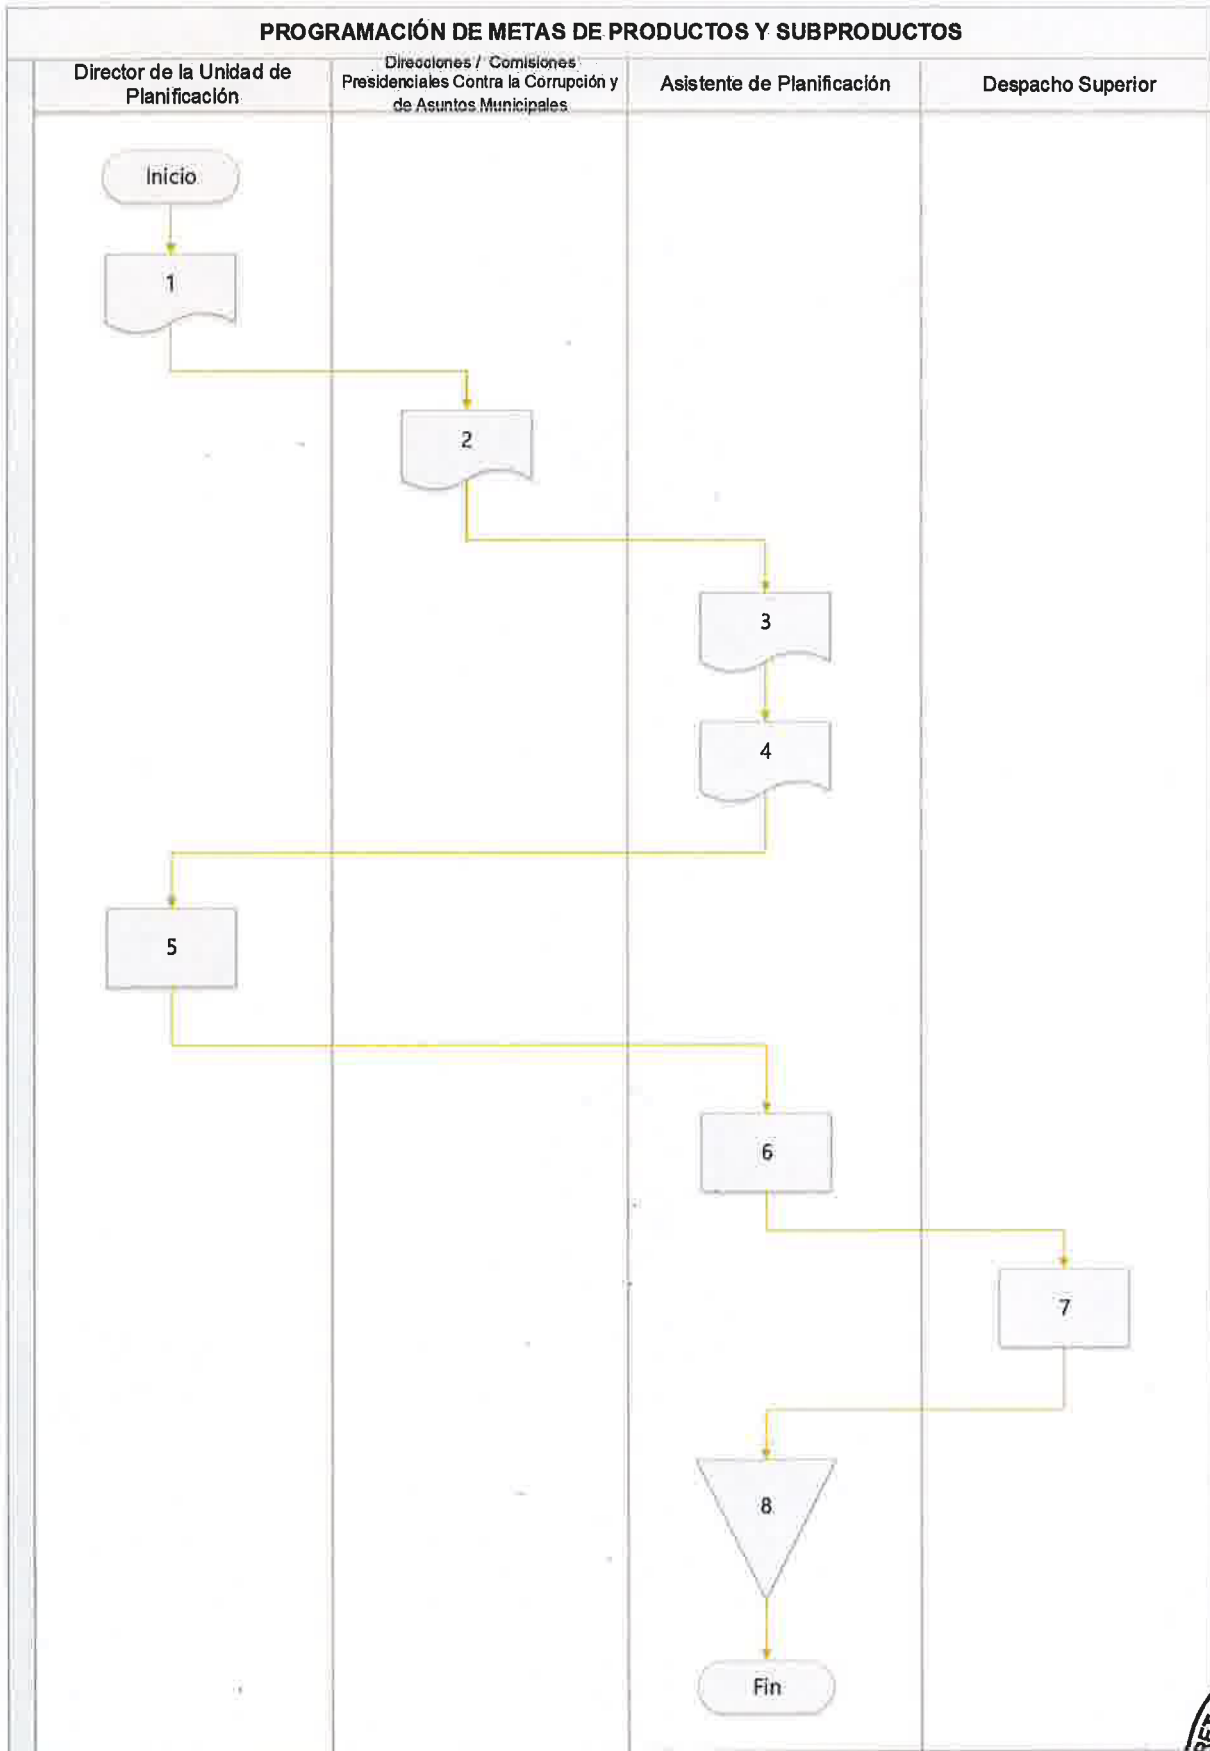 PROGRAMACIÓN DE METAS DE PRODUCTOS Y SUBPRODUCTOS
Director de la Unidad de
Planificación
Direcciones / Comisiones
Presidenciales Contra la Corrupción y
de Asuntos Municipales
Asistente de Planificación
Despacho Superior
Inicio
1
2
3
4
5
6
7
8
Fin